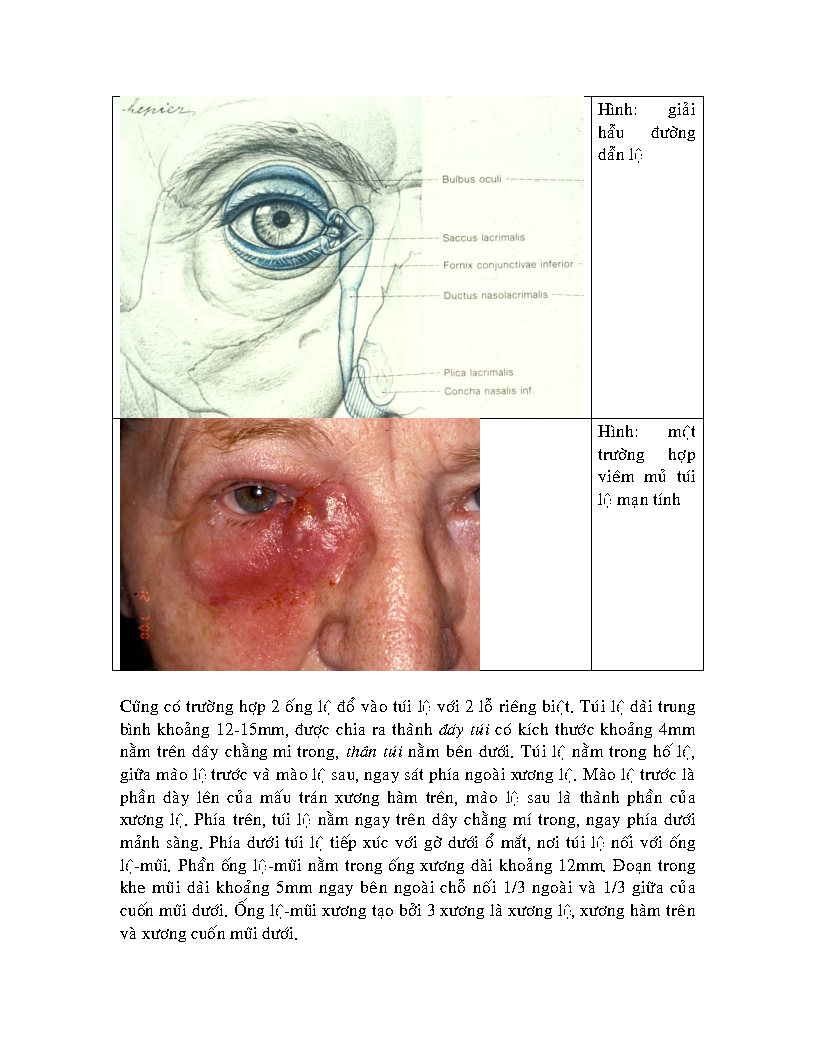 Hình: giải
hẫu đường
dẫn lệ
Bulbus oculi
Saccus lacrimalis
Fornix conjunctivae inferior
Ductus nasolacrimalis
Plica lacrimalis
Concha nasalis inf.
Hình: một
trường hợp
viêm mủ túi
lệ mạn tính
Cũng có trường hợp 2 ống lệ đổ vào túi lệ với 2 lỗ riêng biệt. Túi lệ dài trung
bình khoảng 12-15mm, được chia ra thành đáy túi có kích thước khoảng 4mm
nằm trên dây chằng mi trong, thân túi nằm bên dưới. Túi lệ nằm trong hố lệ,
giữa mào lệ trước và mào lệ sau, ngay sát phía ngoài xương lệ. Mào lệ trước là
phần dày lên của mấu trán xương hàm trên, mào lệ sau là thành phần của
xương lệ. Phía trên, túi lệ nằm ngay trên dây chằng mí trong, ngay phía dưới
mảnh sàng. Phía dưới túi lệ tiếp xúc với gờ dưới ổ mắt, nơi túi lệ nối với ống
lệ-mũi. Phần ống lệ-mũi nằm trong ống xương dài khoảng 12mm. Đoạn trong
khe mũi dài khoảng 5mm ngay bên ngoài chỗ nối 1/3 ngoài và 1/3 giữa của
cuốn mũi dưới. Ống lệ-mũi xương tạo bởi 3 xương là xương lệ, xương hàm trên
và xương cuốn mũi dưới.